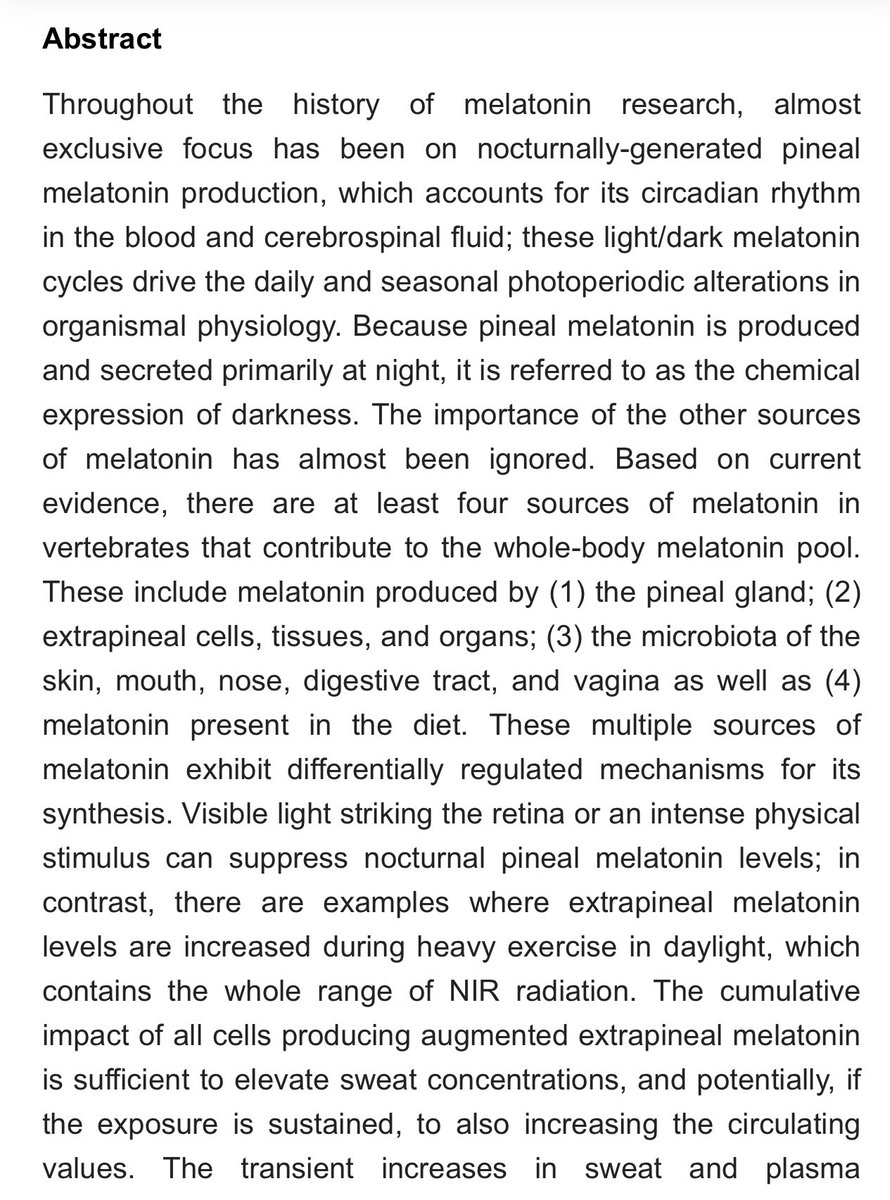 Abstract
Throughout the history of melatonin research, almost
exclusive focus has been on nocturnally-generated pineal
melatonin production, which accounts for its circadian rhythm
in the blood and cerebrospinal fluid; these light/dark melatonin
cycles drive the daily and seasonal photoperiodic alterations in
organismal physiology. Because pineal melatonin is produced
and secreted primarily at night, it is referred to as the chemical
expression of darkness. The importance of the other sources
of melatonin has almost been ignored. Based on current
evidence, there are at least four sources of melatonin in
vertebrates that contribute to the whole-body melatonin pool.
These include melatonin produced by (1) the pineal gland; (2)
extrapineal cells, tissues, and organs; (3) the microbiota of the
skin, mouth, nose, digestive tract, and vagina as well as (4)
melatonin present in the diet. These multiple sources of
melatonin exhibit differentially regulated mechanisms for its
synthesis. Visible light striking the retina or an intense physical
stimulus can suppress nocturnal pineal melatonin levels; in
contrast, there are examples where extrapineal melatonin
levels are increased during heavy exercise in daylight, which
contains the whole range of NIR radiation. The cumulative
impact of all cells producing augmented extrapineal melatonin
is sufficient to elevate sweat concentrations, and potentially, if
the exposure is sustained, to also increasing the circulating
values. The transient increases in sweat and plasma